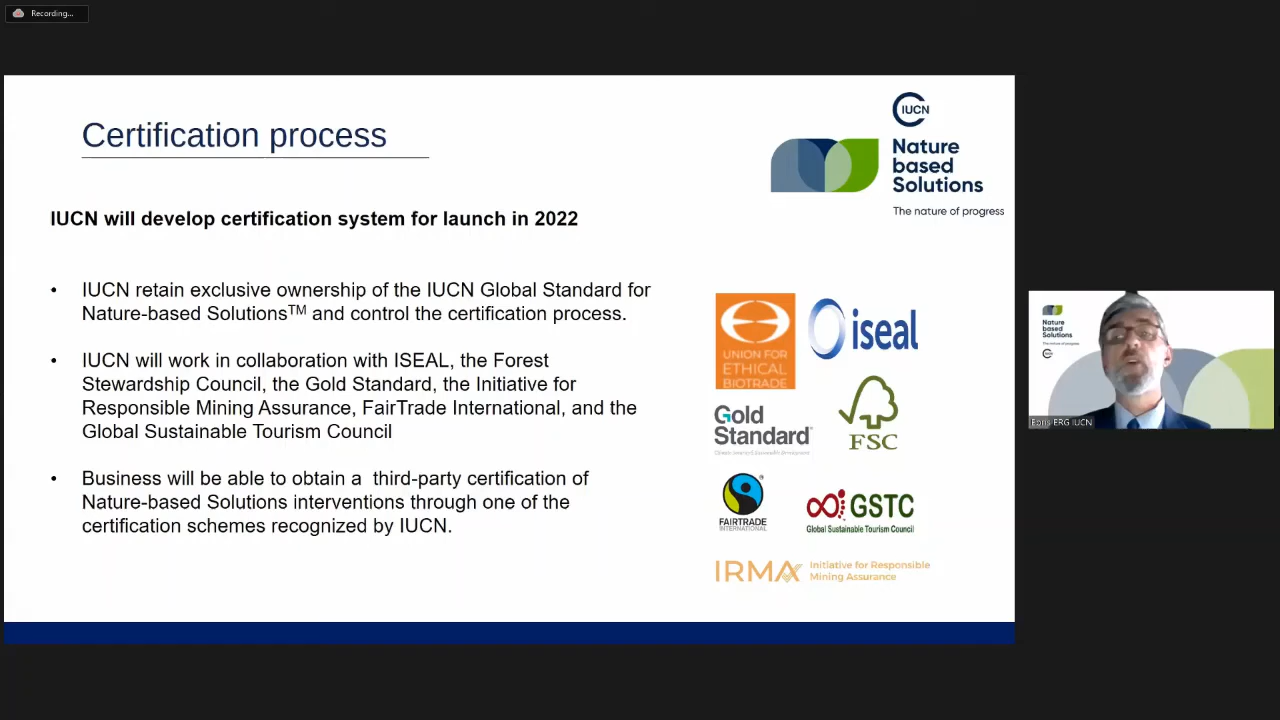 Recording...
Certification process
IUCN
Nature
based
Solutions
The nature of progress
IUCN will develop certification system for launch in 2022
• IUCN retain exclusive ownership of the IUCN Global Standard for
Nature-based Solutions™ and control the certification process.
• IUCN will work in collaboration with ISEAL, the Forest
Stewardship Council, the Gold Standard, the Initiative for
Responsible Mining Assurance, FairTrade International, and the
Global Sustainable Tourism Council
• Business will be able to obtain a third-party certification of
Nature-based Solutions interventions through one of the
certification schemes recognized by IUCN.
UNION FOR
ETHICAL
BIOTRADE
iseal
Gold
Standard®
FSC
FAIRTRADE
INTERNATIONAL
GSTC
Global Sustainable Tourism Council
IRMA
Initiative for Responsible
Mining Assurance
Nature
based
Solutions
ERG IUCN